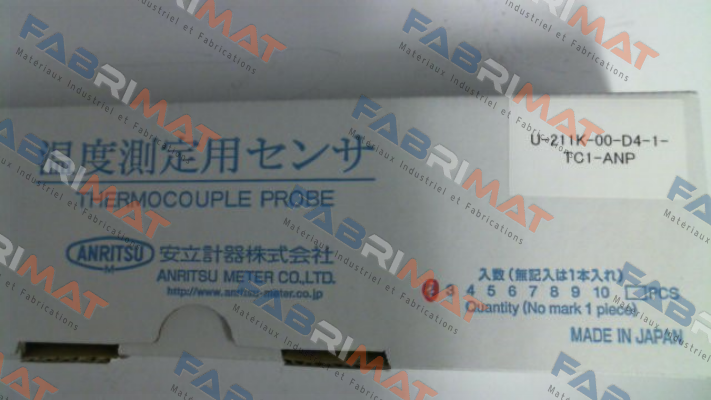 U-211K-00-D4-1-
TC1-ANP
温度測定用センサ
THERMOCOUPLE PROBE
ANRITSU
M
安立計器株式会社
ANRITSU METER CO.,LTD.
http://www.anritsu-meter.co.jp
入数(無記入は1本入れ)
3 4 5 6 7 8 9 10 PCS
Quantity (No mark 1 piece)
MADE IN JAPAN
FABRIMAT
Matériaux Industriel et Fabrications